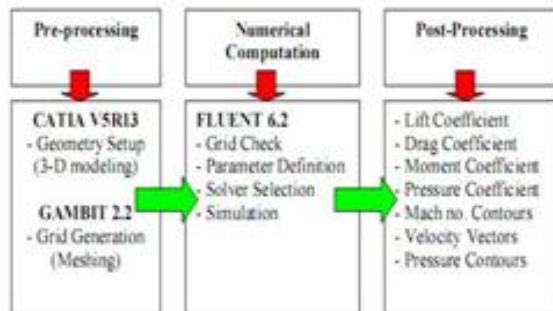 Pre-processing
Numerical
Computation
Post-Processing
CATIA V5R13
- Geometry Setup
(3-D modeling)
GAMBIT 2.2
- Grid Generation
(Meshing)
FLUENT 6.2
- Grid Check
- Parameter Definition
- Solver Selection
- Simulation
- Lift Coefficient
- Drag Coefficient
- Moment Coefficient
- Pressure Coefficient
- Mach no. Contours
- Velocity Vectors
- Pressure Contours